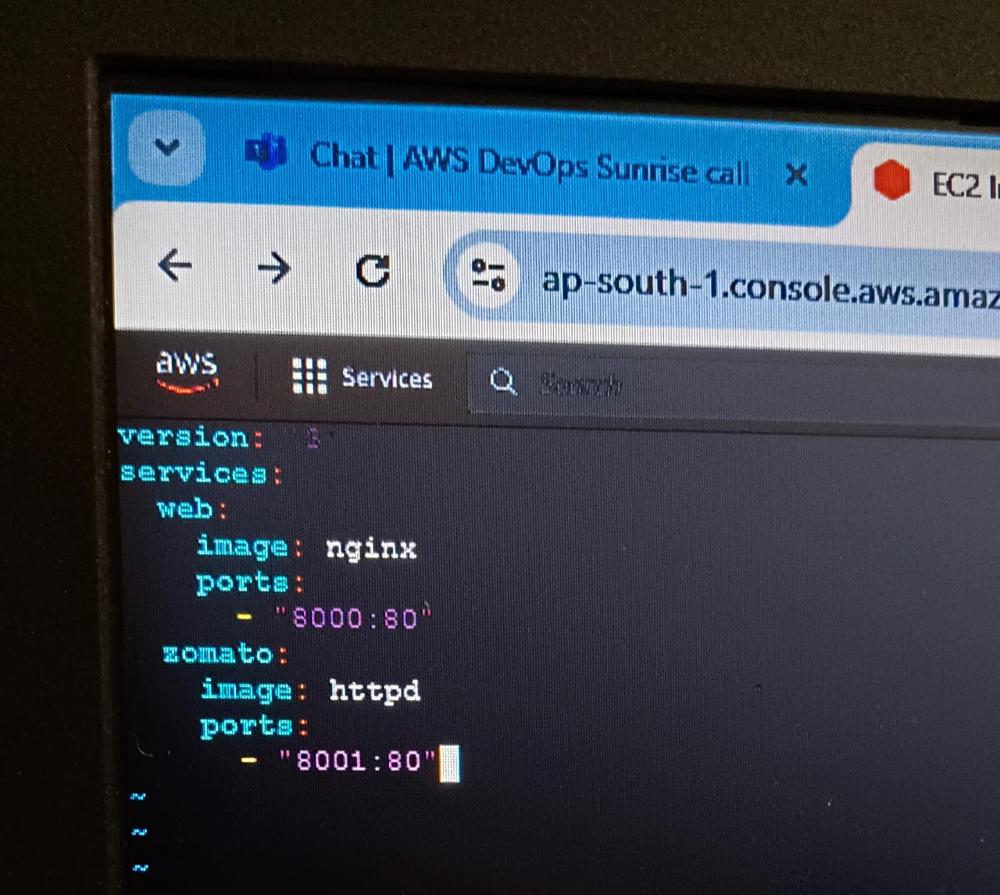 Chat | AWS DevOps Sunrise call
EC2
ap-south-1.console.aws.amaz
aws
Services
Search
version: '3'
services:
  web:
    image: nginx
    ports:
      - "8000:80"
  zomato:
    image: httpd
    ports:
      - "8001:80"
~
~
~